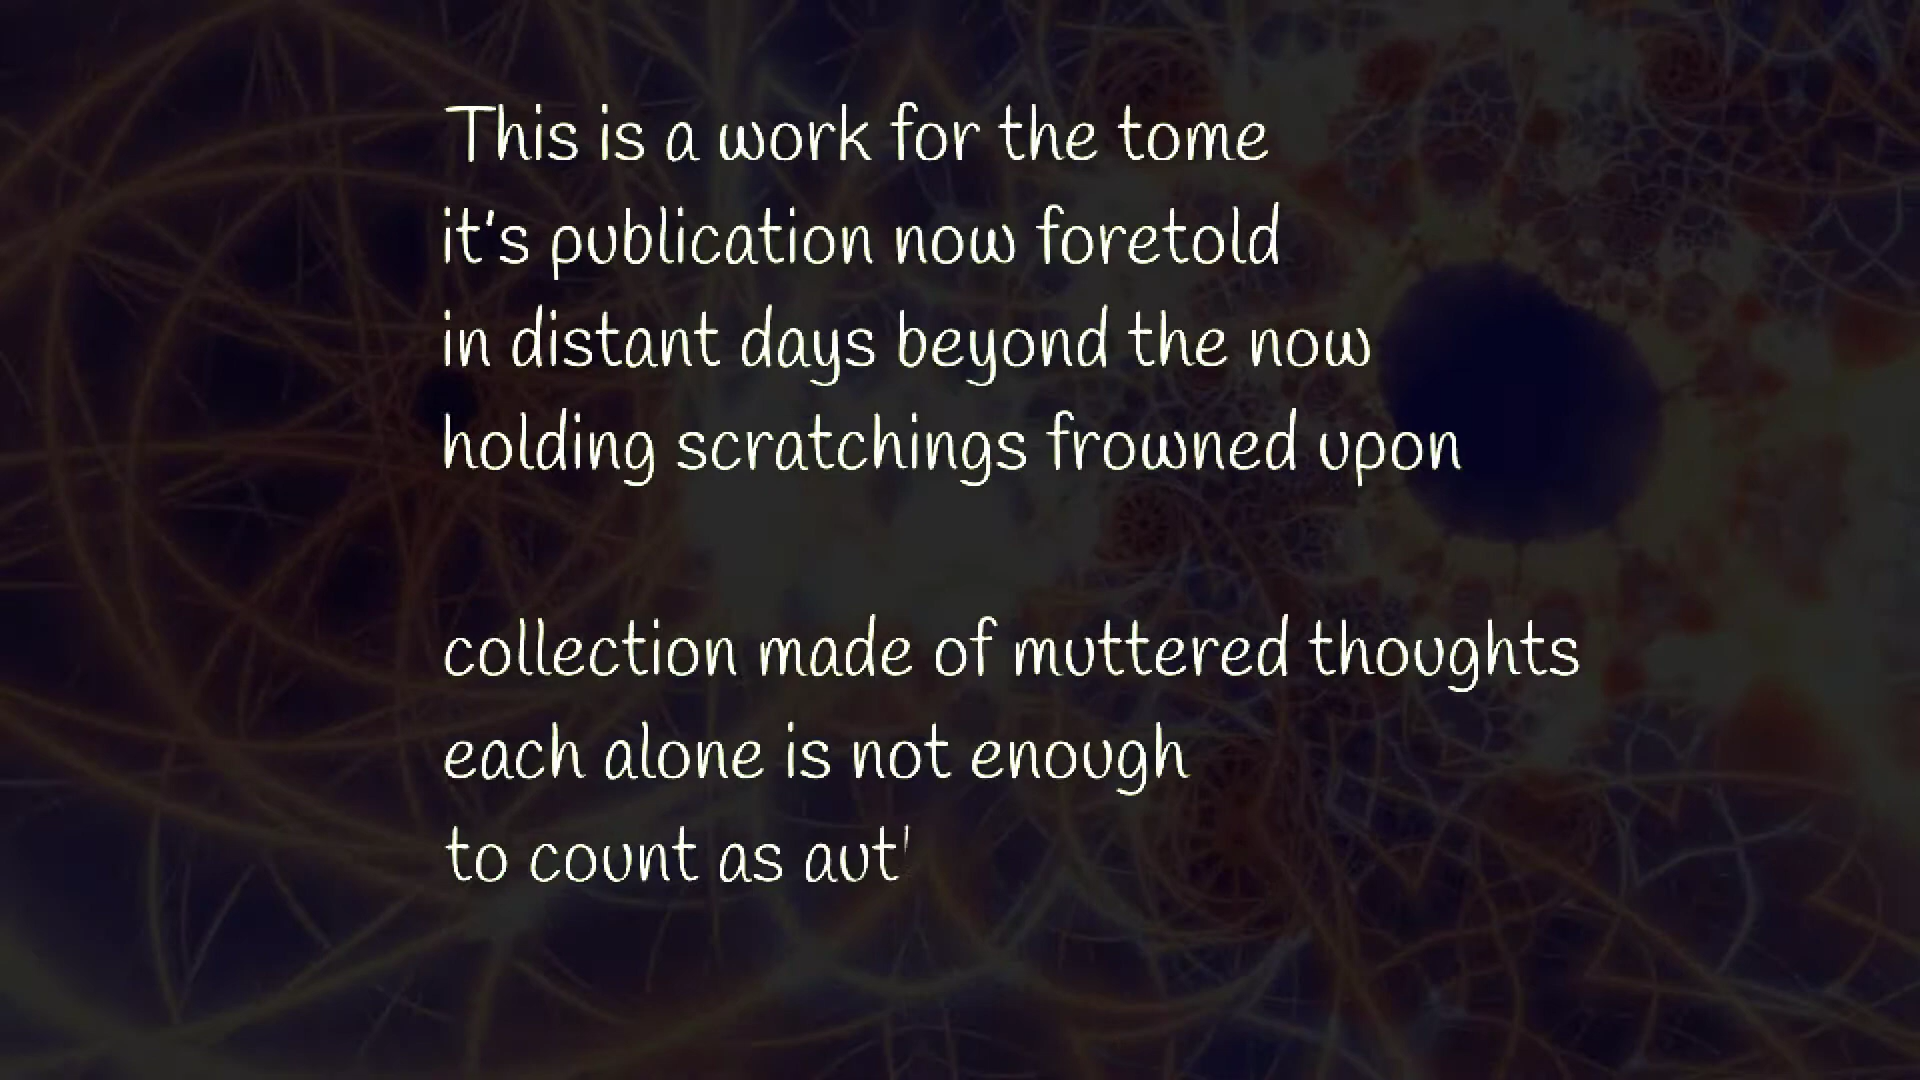 This is a work for the tome
it's publication now foretold
in distant days beyond the now
holding scratchings frowned upon
collection made of muttered thoughts
each alone is not enough
to count as aut'